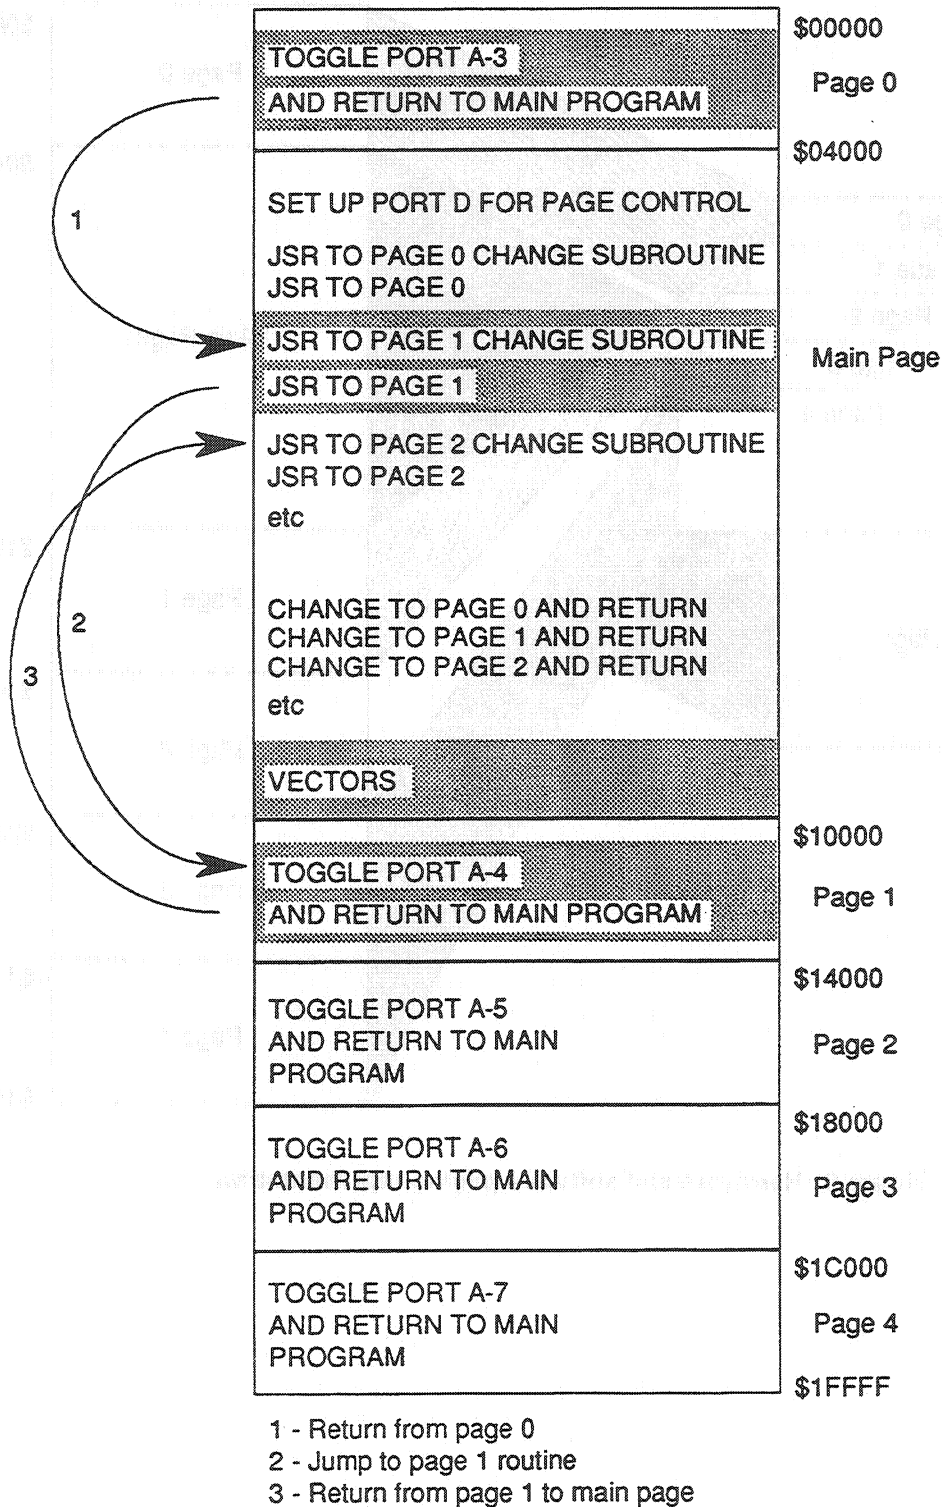 $00000
TOGGLE PORT A-3
Page 0
AND RETURN TO MAIN PROGRAM
$04000
SET UP PORT D FOR PAGE CONTROL
1
JSR TO PAGE 0 CHANGE SUBROUTINE
JSR TO PAGE 0
JSR TO PAGE 1 CHANGE SUBROUTINE
Main Page
JSR TO PAGE 1
JSR TO PAGE 2 CHANGE SUBROUTINE
JSR TO PAGE 2
etc
CHANGE TO PAGE 0 AND RETURN
2
CHANGE TO PAGE 1 AND RETURN
CHANGE TO PAGE 2 AND RETURN
3
etc
VECTORS
$10000
TOGGLE PORT A-4
Page 1
AND RETURN TO MAIN PROGRAM
$14000
TOGGLE PORT A-5
AND RETURN TO MAIN
Page 2
PROGRAM
$18000
TOGGLE PORT A-6
AND RETURN TO MAIN
Page 3
PROGRAM
$1C000
TOGGLE PORT A-7
AND RETURN TO MAIN
Page 4
PROGRAM
$1FFFF
1 - Return from page 0
2 - Jump to page 1 routine
3 - Return from page 1 to main page